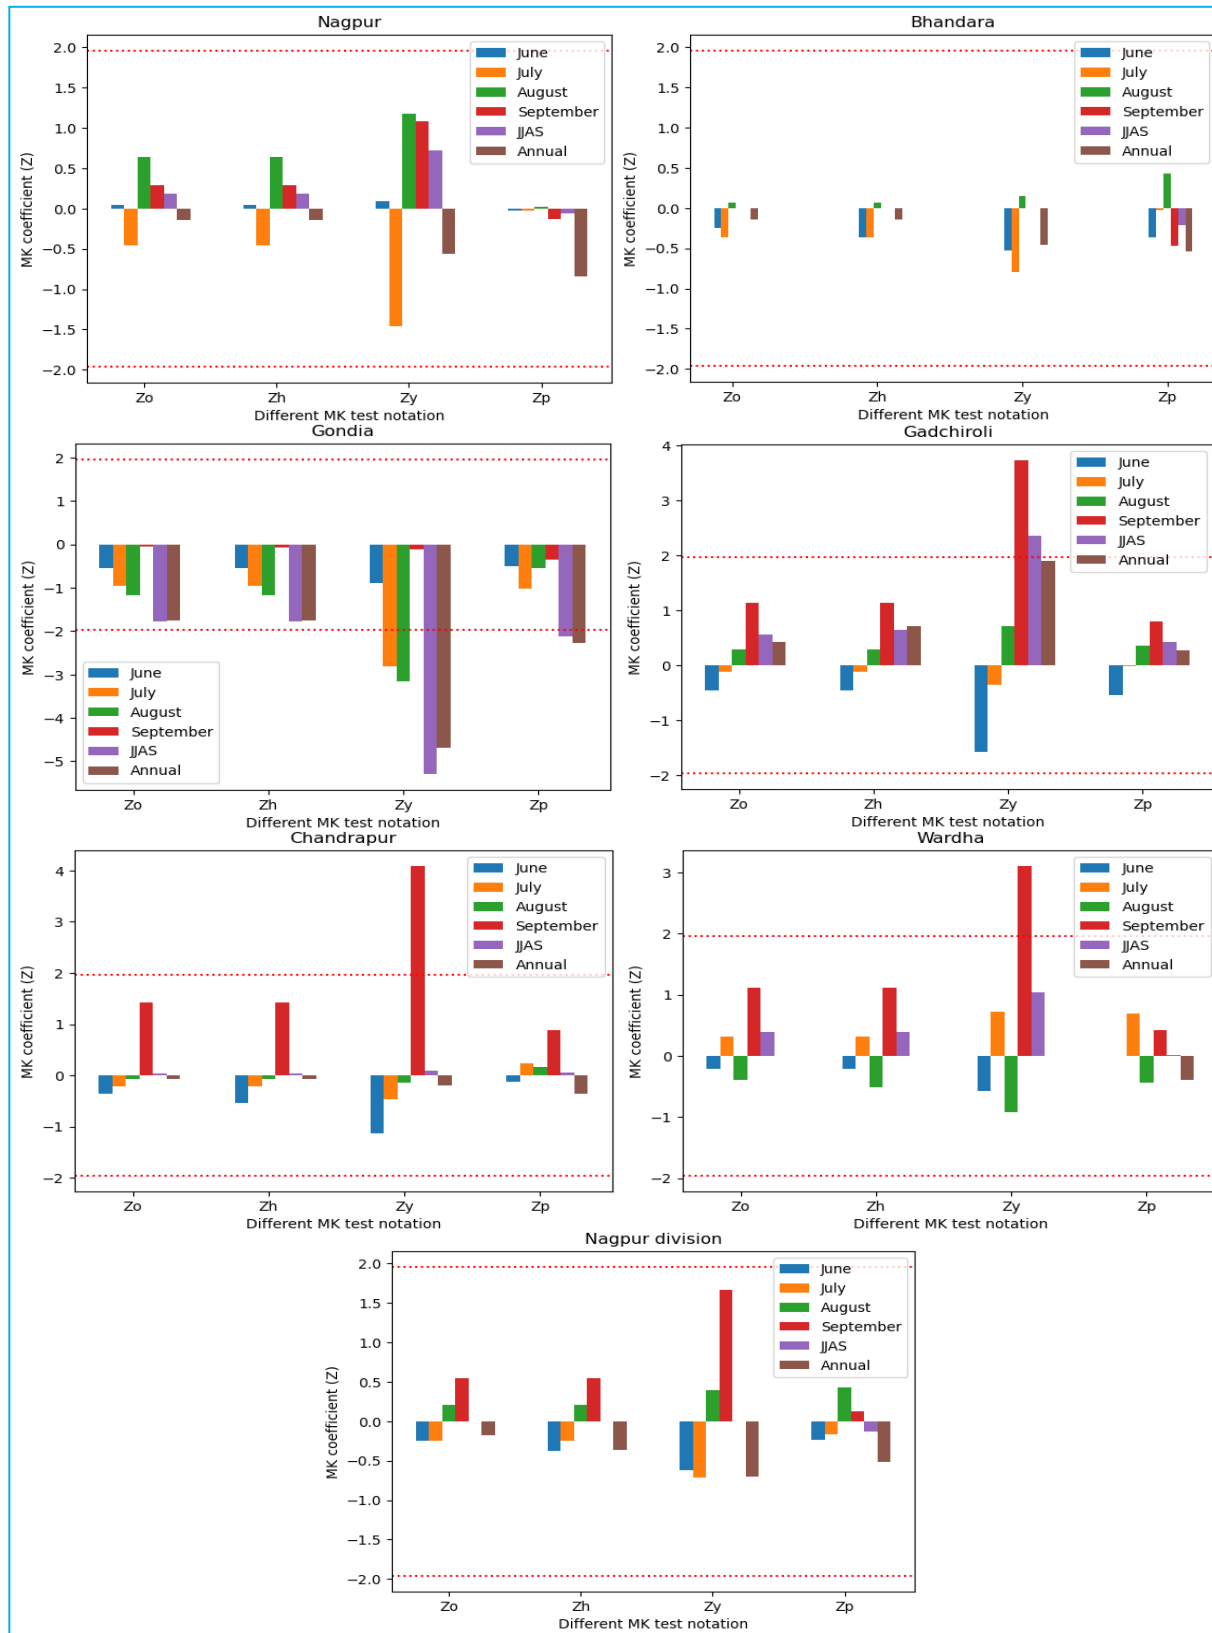 Nagpur
2.0
1.5
1.0
0.5
0.0
−0.5
−1.0
−1.5
−2.0
MK coefficient (Z)
June
July
August
September
JJAS
Annual
Zo Zh Zy Zp
Different MK test notation
Bhandara
2.0
1.5
1.0
0.5
0.0
−0.5
−1.0
−1.5
−2.0
MK coefficient (Z)
June
July
August
September
JJAS
Annual
Zo Zh Zy Zp
Different MK test notation
Gondia
2
1
0
−1
−2
−3
−4
−5
MK coefficient (Z)
June
July
August
September
JJAS
Annual
Zo Zh Zy Zp
Different MK test notation
Gadchiroli
4
3
2
1
0
−1
−2
MK coefficient (Z)
June
July
August
September
JJAS
Annual
Zo Zh Zy Zp
Different MK test notation
Chandrapur
4
3
2
1
0
−1
−2
MK coefficient (Z)
June
July
August
September
JJAS
Annual
Zo Zh Zy Zp
Different MK test notation
Wardha
3
2
1
0
−1
−2
MK coefficient (Z)
June
July
August
September
JJAS
Annual
Zo Zh Zy Zp
Different MK test notation
Nagpur division
2.0
1.5
1.0
0.5
0.0
−0.5
−1.0
−1.5
−2.0
MK coefficient (Z)
June
July
August
September
JJAS
Annual
Zo Zh Zy Zp
Different MK test notation